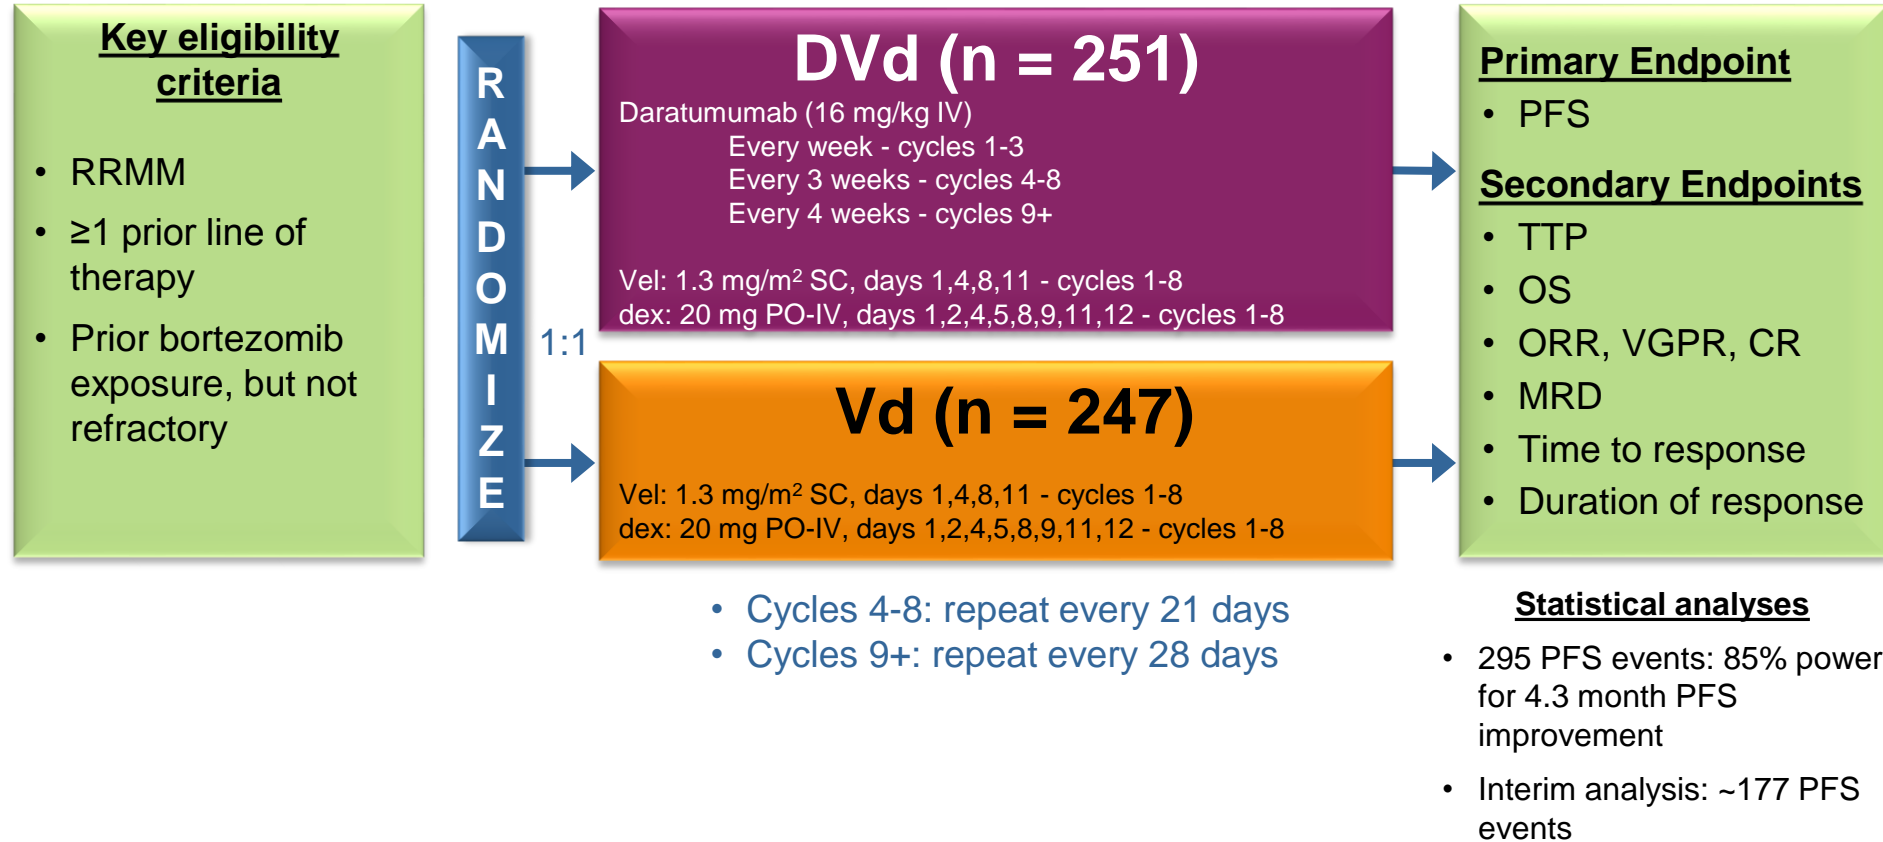 Key eligibility
criteria
• RRMM
• ≥1 prior line of
therapy
• Prior bortezomib
exposure, but not
refractory
R
A
N
D
O
M
I
Z
E
1:1
DVd (n = 251)
Daratumumab (16 mg/kg IV)
Every week - cycles 1-3
Every 3 weeks - cycles 4-8
Every 4 weeks - cycles 9+
Vel: 1.3 mg/m² SC, days 1,4,8,11 - cycles 1-8
dex: 20 mg PO-IV, days 1,2,4,5,8,9,11,12 - cycles 1-8
Vd (n = 247)
Vel: 1.3 mg/m² SC, days 1,4,8,11 - cycles 1-8
dex: 20 mg PO-IV, days 1,2,4,5,8,9,11,12 - cycles 1-8
• Cycles 4-8: repeat every 21 days
• Cycles 9+: repeat every 28 days
Primary Endpoint
• PFS
Secondary Endpoints
• TTP
• OS
• ORR, VGPR, CR
• MRD
• Time to response
• Duration of response
Statistical analyses
• 295 PFS events: 85% power
for 4.3 month PFS
improvement
• Interim analysis: ~177 PFS
events